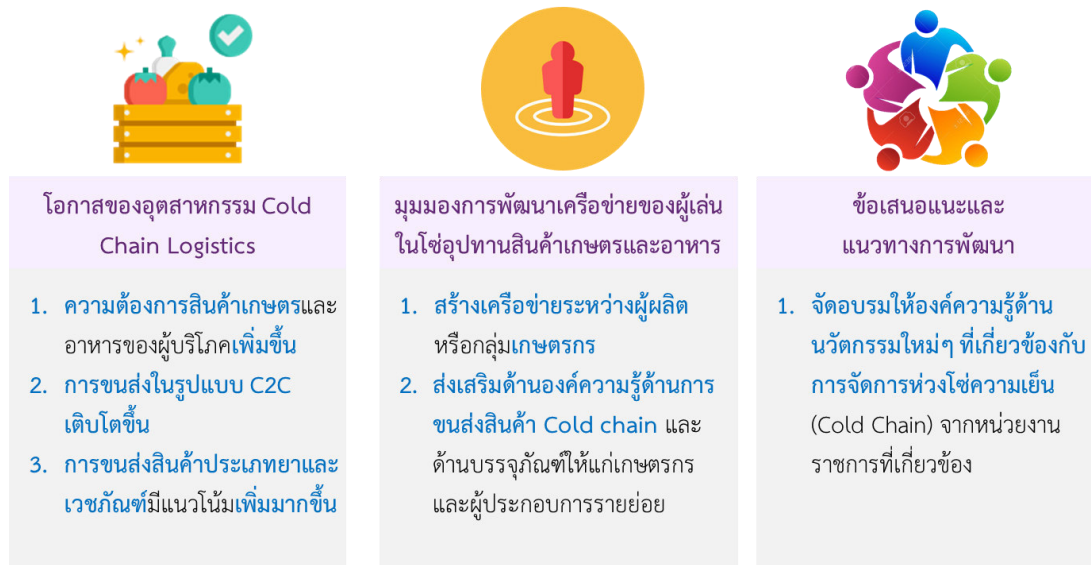 โอกาสของอุตสาหกรรม Cold
Chain Logistics
1. ความต้องการสินค้าเกษตรและ
อาหารของผู้บริโภคเพิ่มขึ้น
2. การขนส่งในรูปแบบ C2C
เติบโตขึ้น
3. การขนส่งสินค้าประเภทยาและ
เวชภัณฑ์มีแนวโน้มเพิ่มมากขึ้น
มุมมองการพัฒนาเครือข่ายของผู้เล่น
ในโซ่อุปทานสินค้าเกษตรและอาหาร
1. สร้างเครือข่ายระหว่างผู้ผลิต
หรือกลุ่มเกษตรกร
2. ส่งเสริมด้านองค์ความรู้ด้านการ
ขนส่งสินค้า Cold chain และ
ด้านบรรจุภัณฑ์ให้แก่เกษตรกร
และผู้ประกอบการรายย่อย
ข้อเสนอแนะและ
แนวทางการพัฒนา
1. จัดอบรมให้องค์ความรู้ด้าน
นวัตกรรมใหม่ๆ ที่เกี่ยวข้องกับ
การจัดการห่วงโซ่ความเย็น
(Cold Chain) จากหน่วยงาน
ราชการที่เกี่ยวข้อง